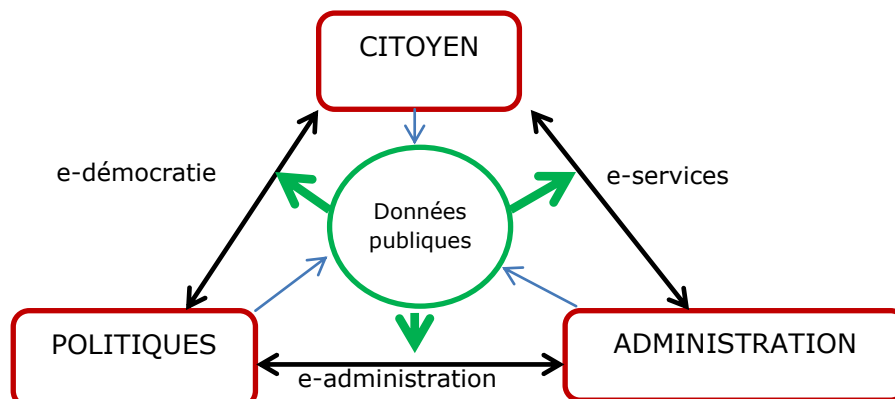 CITOYEN
e-démocratie
e-services
Données
publiques
POLITIQUES
ADMINISTRATION
e-administration